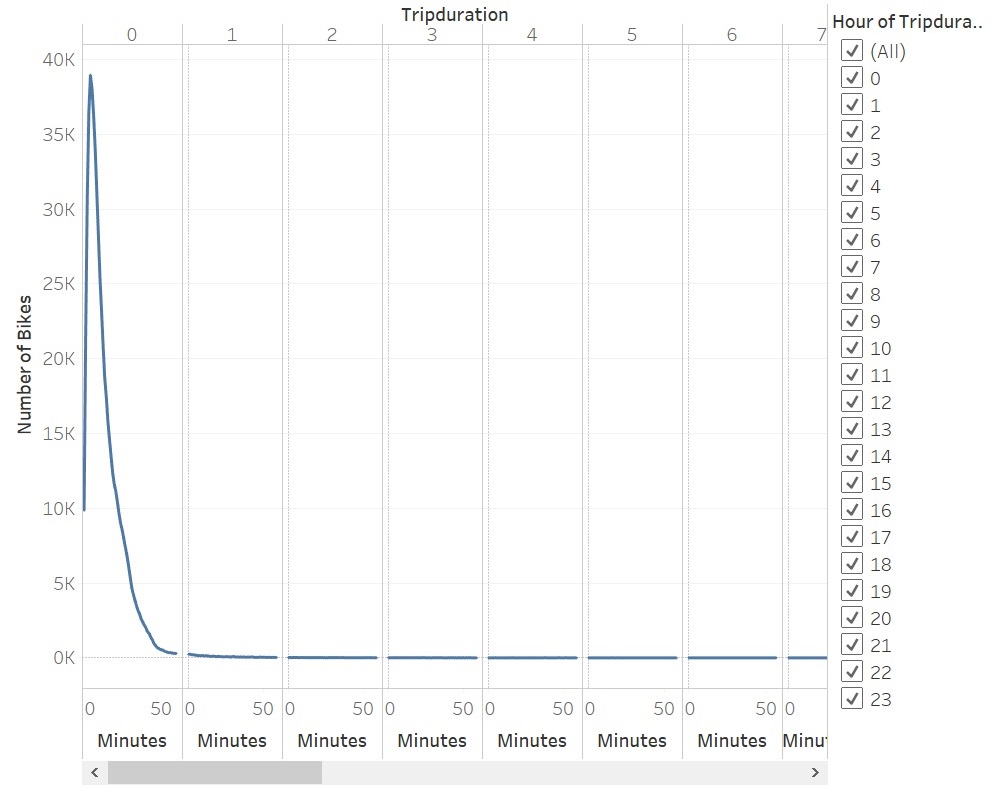 Tripduration
0 1 2 3 4 5 6 7
Number of Bikes
40K
35K
30K
25K
20K
15K
10K
5K
0K
0 50 0 50 0 50 0 50 0 50 0 50 0 50 0
Minutes Minutes Minutes Minutes Minutes Minutes Minutes Minut
Hour of Tripdura..
(All)
0
1
2
3
4
5
6
7
8
9
10
11
12
13
14
15
16
17
18
19
20
21
22
23